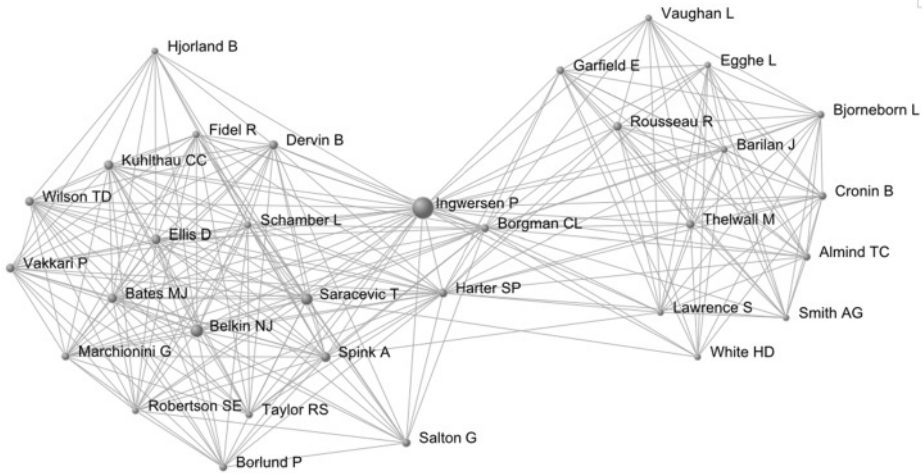 Vaughan L
Hjorland B
Garfield E
Egghe L
Bjorneborn L
Fidel R
Dervin B
Rousseau R
Barilan J
Kuhlthau CC
Wilson TD
Ingwersen P
Cronin B
Schamber L
Borgman CL
Thelwall M
Ellis D
Almind TC
Vakkari P
Bates MJ
Saracevic T
Harter SP
Lawrence S
Smith AG
Belkin NJ
Marchionini G
Spink A
White HD
Robertson SE
Taylor RS
Salton G
Borlund P